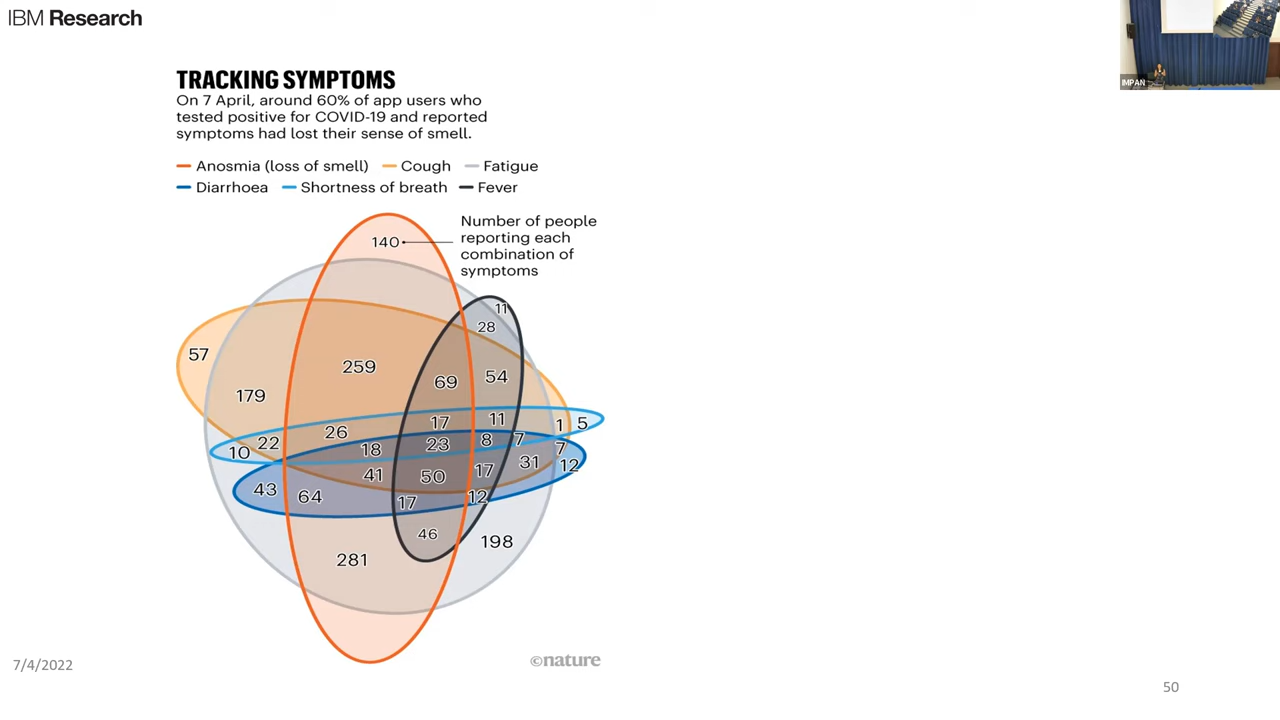 IBM Research
IMPAN
TRACKING SYMPTOMS
On 7 April, around 60% of app users who
tested positive for COVID-19 and reported
symptoms had lost their sense of smell.
Anosmia (loss of smell) Cough Fatigue
Diarrhoea Shortness of breath Fever
Number of people
reporting each
combination of
symptoms
140
11
28
57
259
69
54
179
17
11
1
5
26
22
10
18
23
8
7
7
12
31
41
50
17
43
64
17
12
46
198
281
©nature
7/4/2022
50